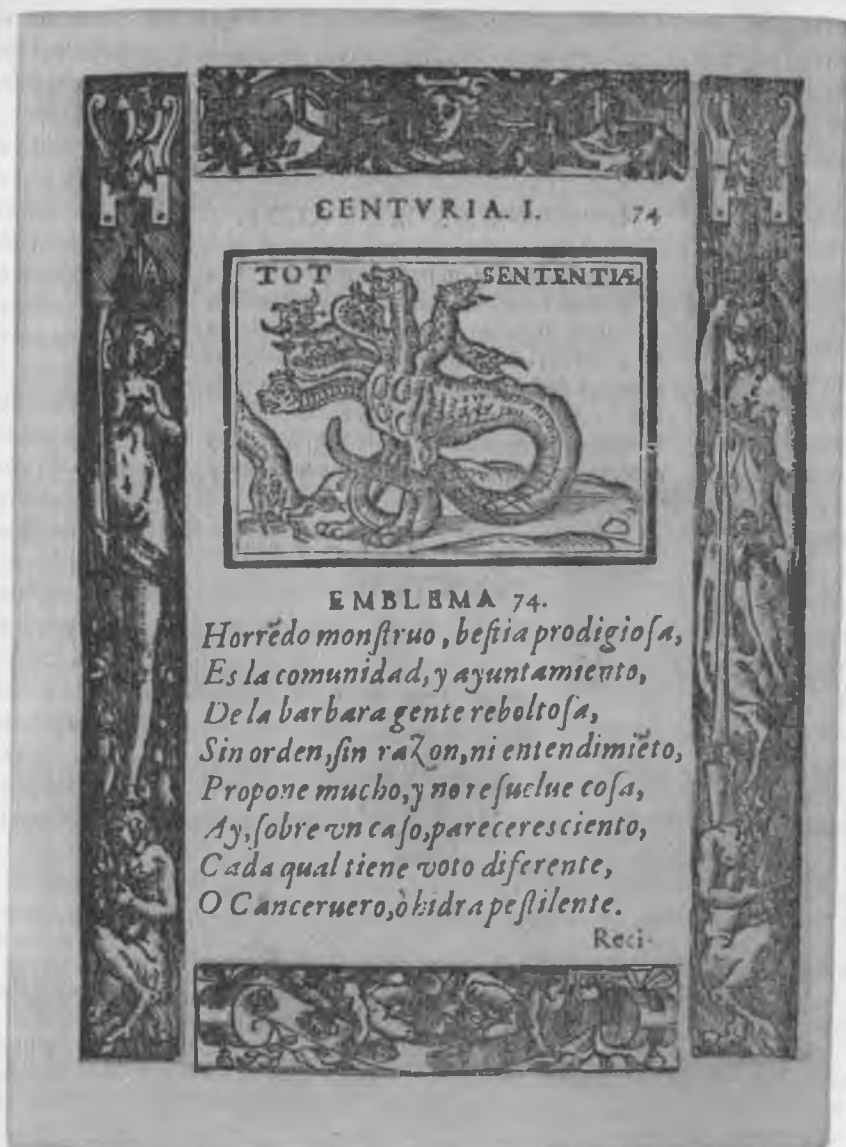 CENTVRIA. I. 74
TOT SENTENTIÆ
EMBLEMA 74.
Horrẽdo monſtruo, beſtia prodigioſa,
Es la comunidad, y ayuntamiento,
De la barbara gente reboltoſa,
Sin orden, ſin razon, ni entendimiẽto,
Propone mucho, y no reſuelue coſa,
Ay, ſobre vn caſo, pareceres ciento,
Cada qual tiene voto diferente,
O Canceruero, ò hidra peſtilente.
Reci-